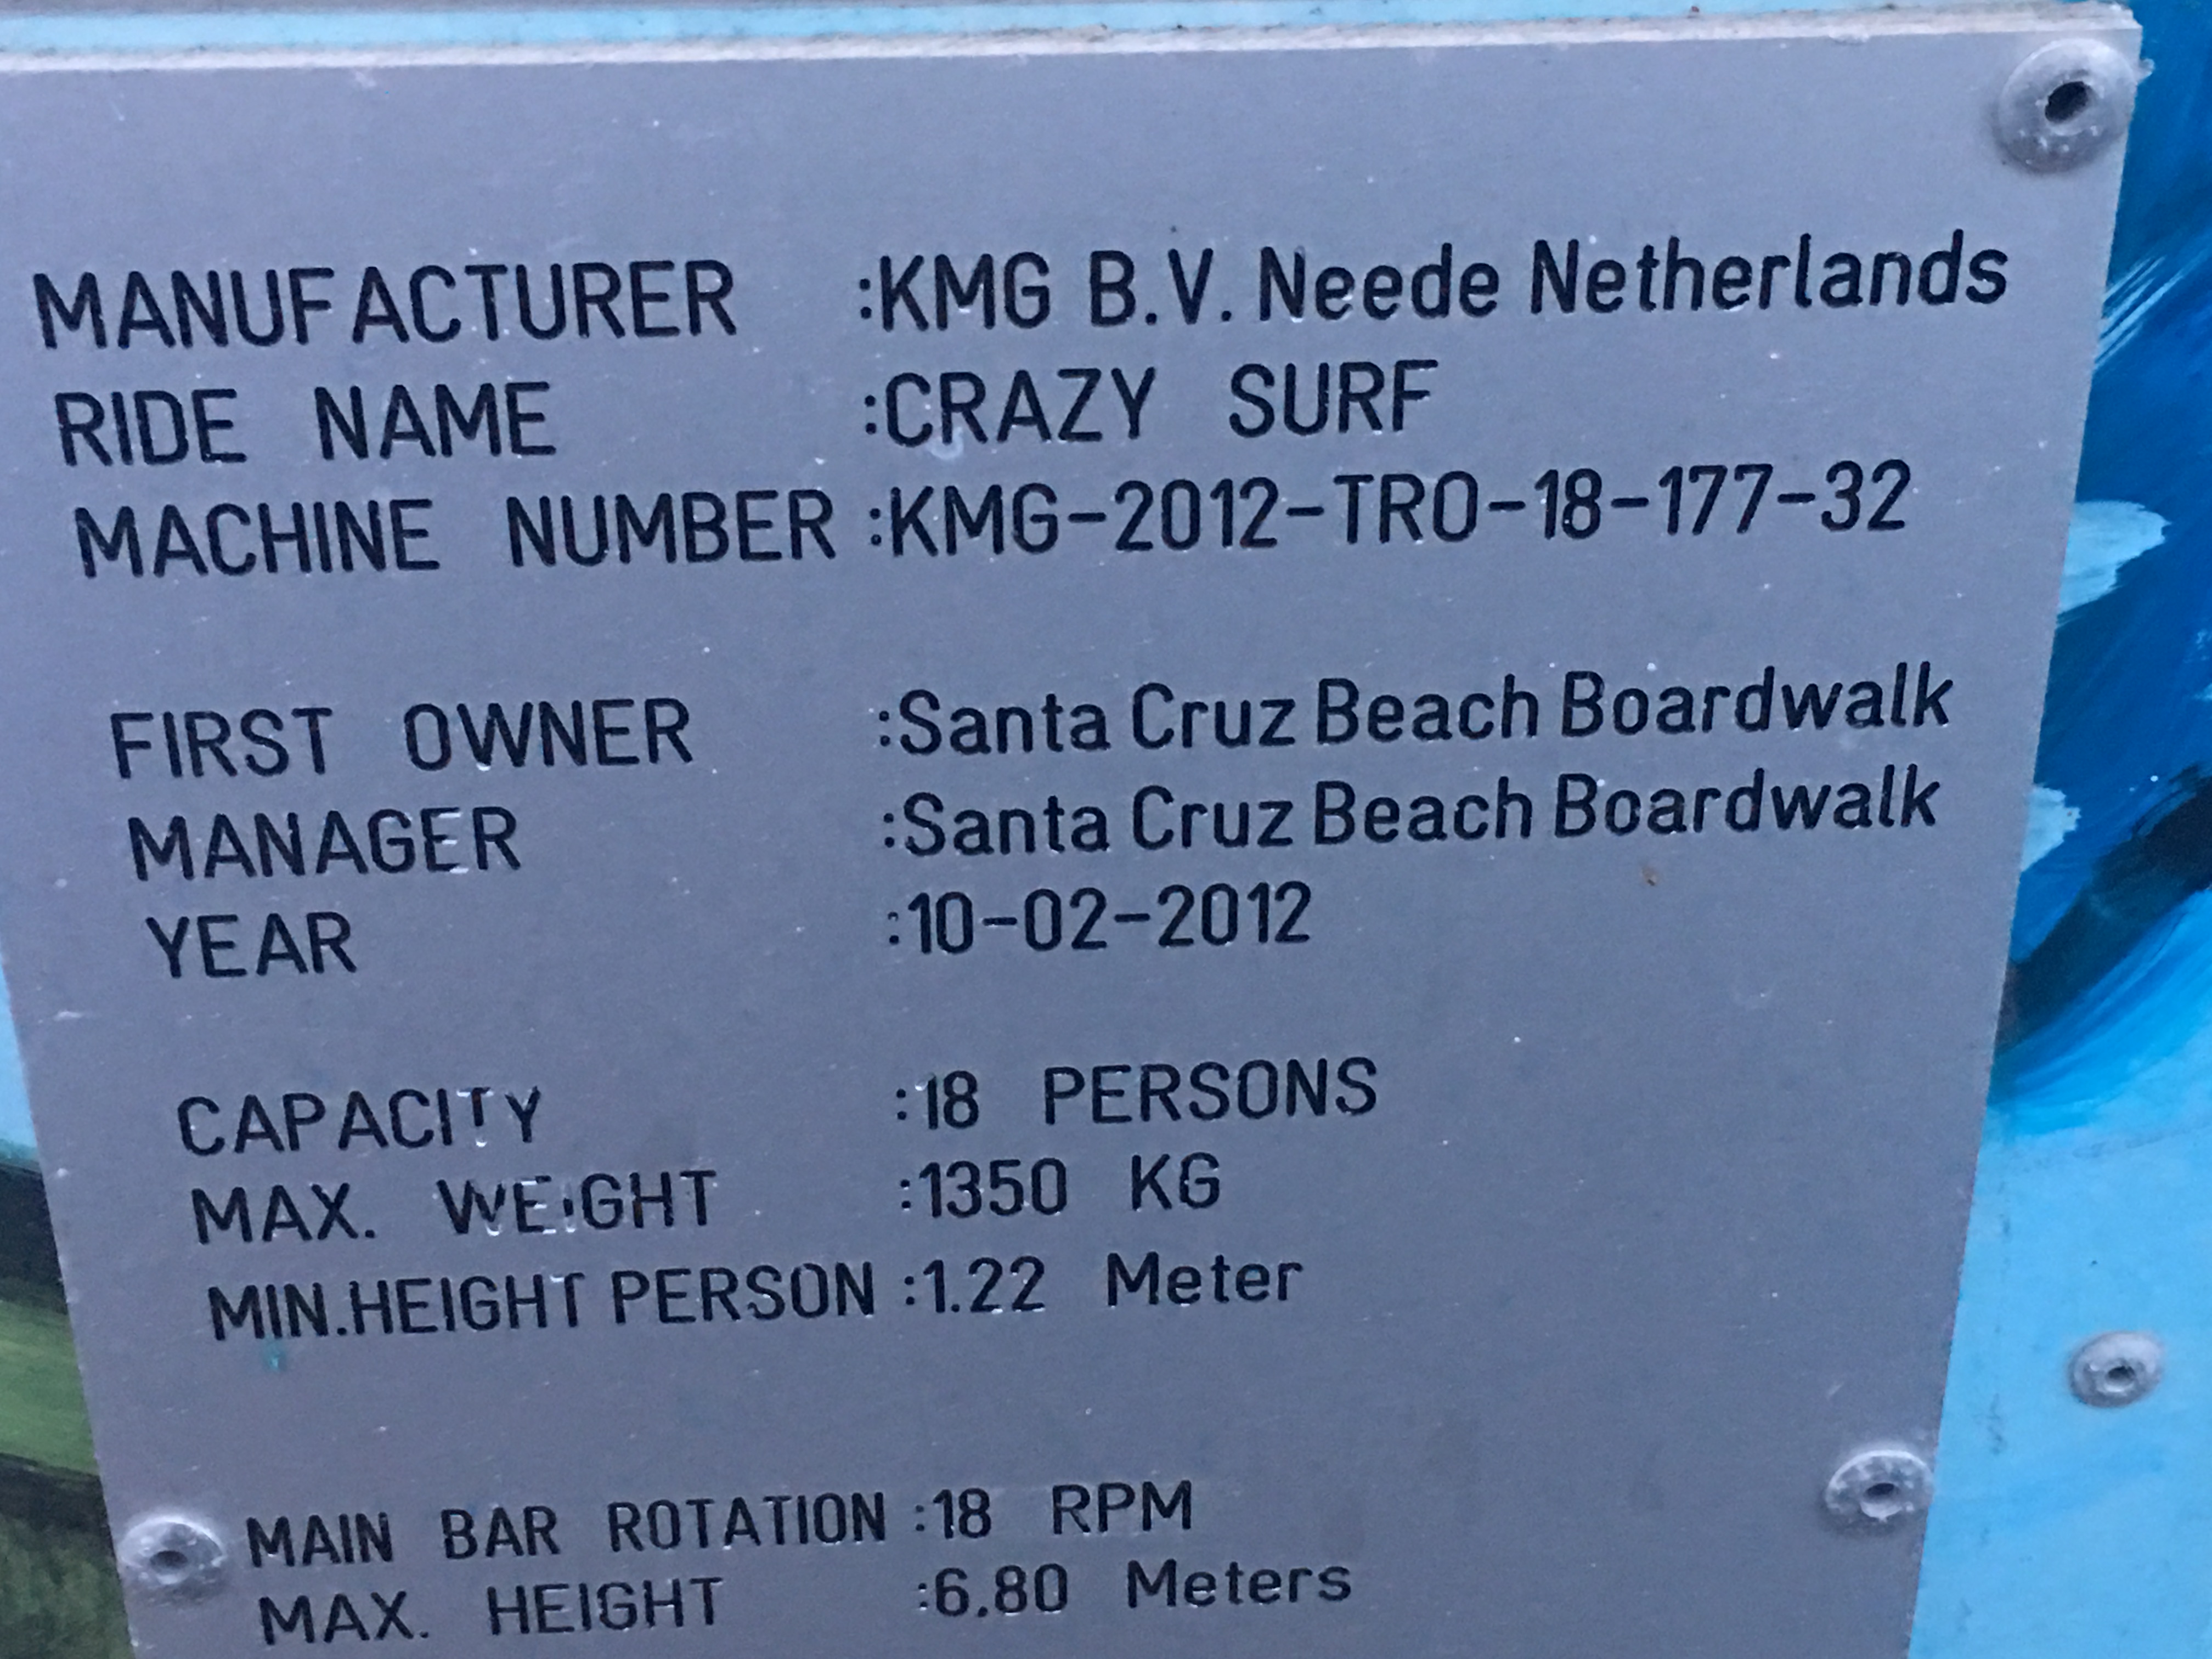 MANUFACTURER :KMG B.V. Neede Netherlands
RIDE NAME :CRAZY SURF
MACHINE NUMBER :KMG-2012-TRO-18-177-32
FIRST OWNER :Santa Cruz Beach Boardwalk
MANAGER :Santa Cruz Beach Boardwalk
YEAR :10-02-2012
CAPACITY :18 PERSONS
MAX. WEIGHT :1350 KG
MIN.HEIGHT PERSON :1.22 Meter
MAIN BAR ROTATION :18 RPM
MAX. HEIGHT :6.80 Meters